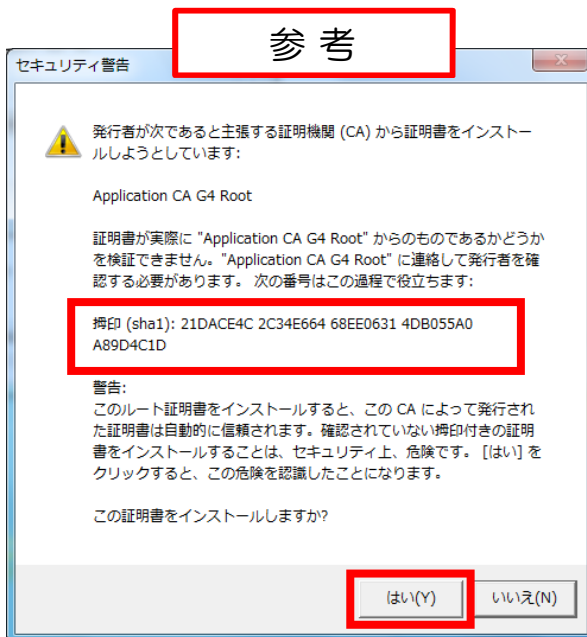 参 考
セキュリティ警告
発行者が次であると主張する証明機関 (CA) から証明書をインストー
ルしようとしています:
Application CA G4 Root
証明書が実際に "Application CA G4 Root" からのものであるかどうか
を検証できません。"Application CA G4 Root" に連絡して発行者を確
認する必要があります。 次の番号はこの過程で役立ちます:
拇印 (sha1): 21DACE4C 2C34E664 68EE0631 4DB055A0
A89D4C1D
警告:
このルート証明書をインストールすると、この CA によって発行され
た証明書は自動的に信頼されます。確認されていない拇印付きの証明
書をインストールすることは、セキュリティ上、危険です。 [はい] を
クリックすると、この危険を認識したことになります。
この証明書をインストールしますか?
はい(Y)
いいえ(N)